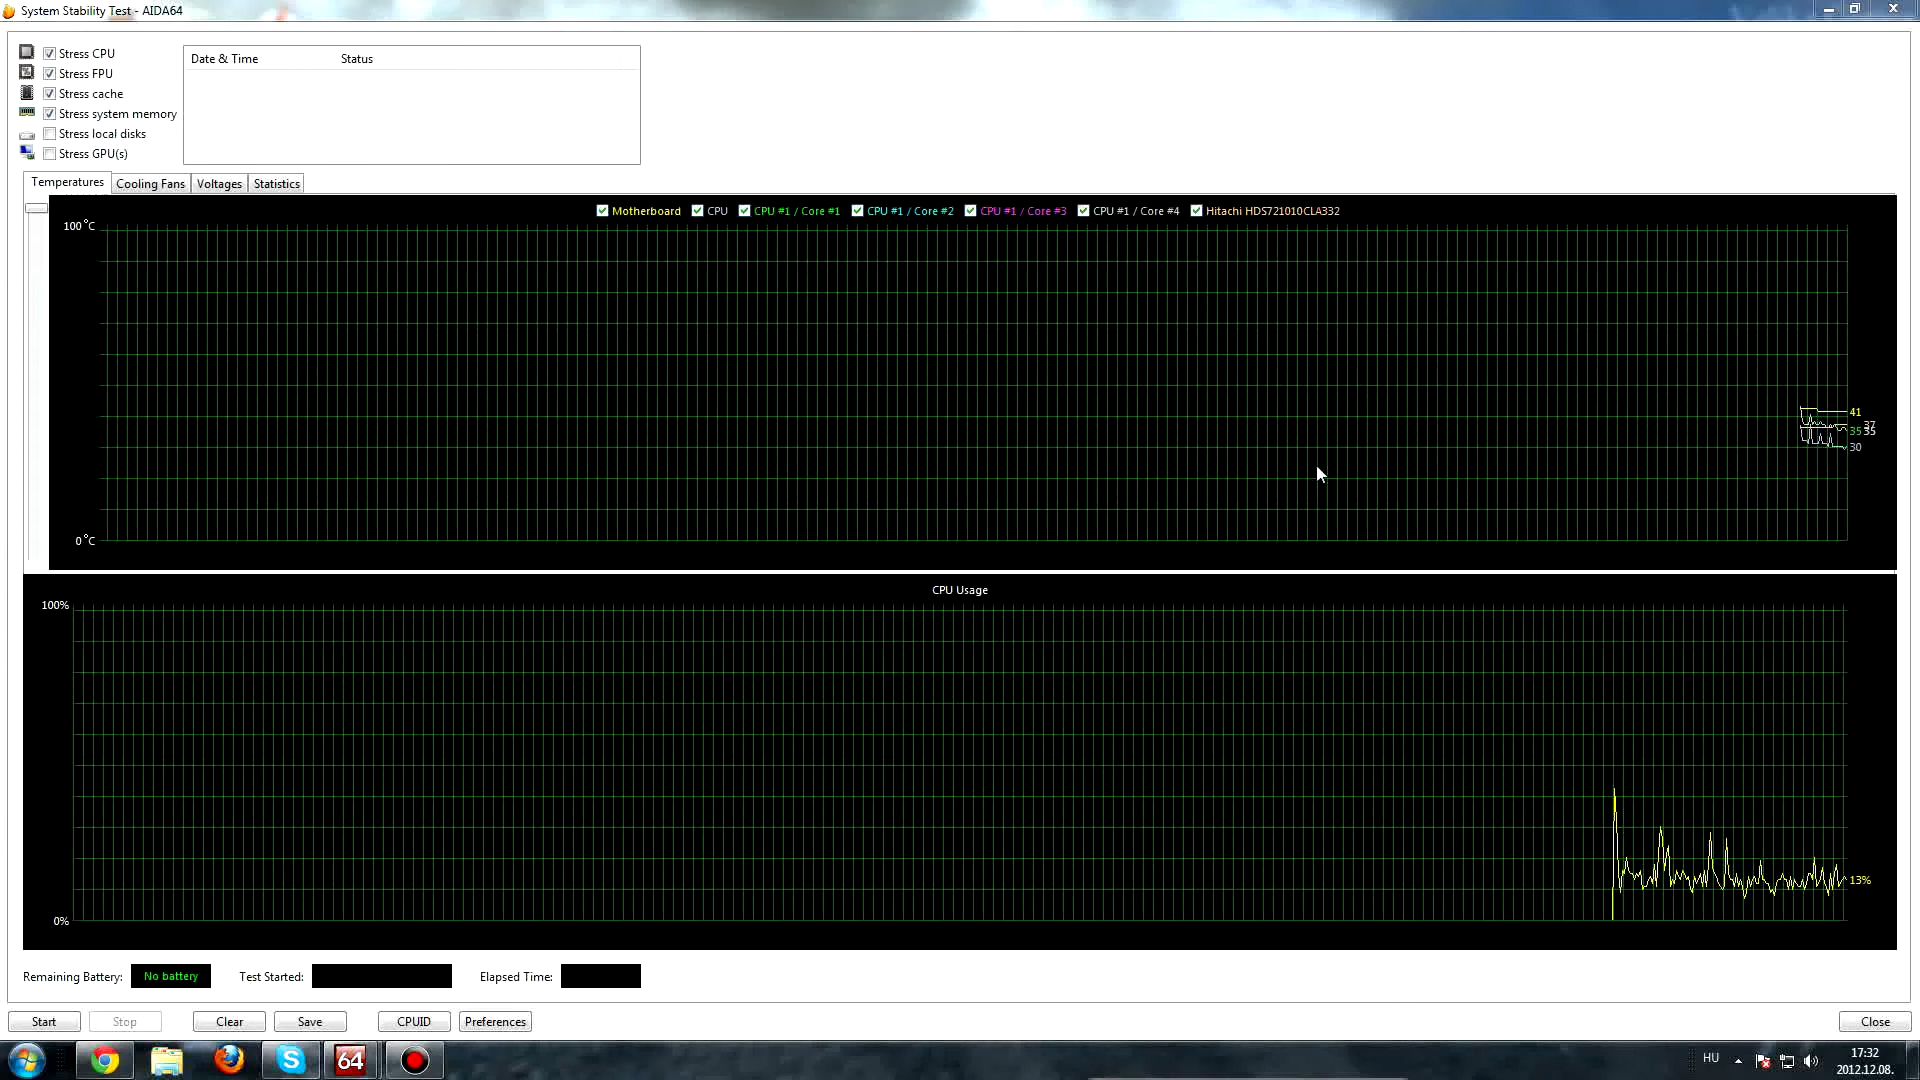 System Stability Test - AIDA64
Stress CPU
Stress FPU
Stress cache
Stress system memory
Stress local disks
Stress GPU(s)
Date & Time Status
Temperatures Cooling Fans Voltages Statistics
Motherboard CPU CPU #1 / Core #1 CPU #1 / Core #2 CPU #1 / Core #3 CPU #1 / Core #4 Hitachi HDS721010CLA332
100°C
41
37
35 35
30
0°C
CPU Usage
100%
13%
0%
Remaining Battery: No battery Test Started: Elapsed Time:
Start Stop Clear Save CPUID Preferences Close
S 64 HU 17:32
2012.12.08.